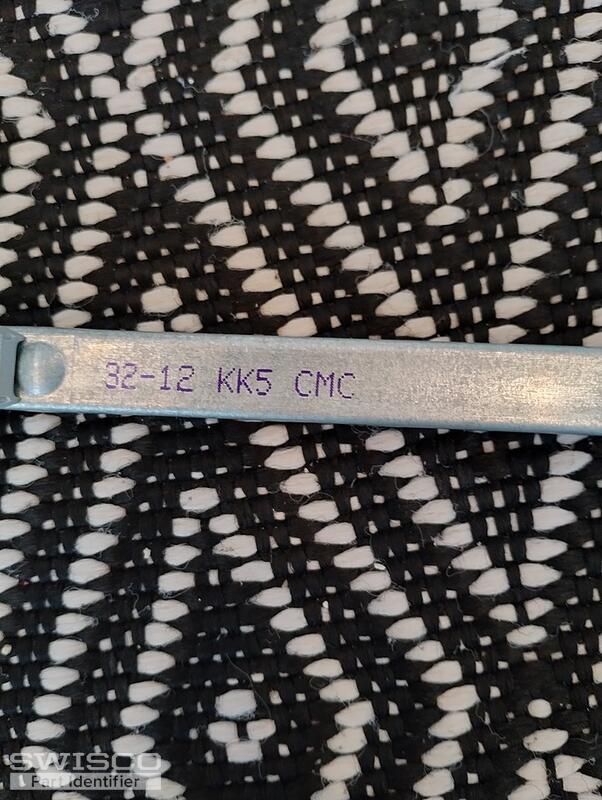 32-12 KK5 CMC
SWISCO
Part Identifier